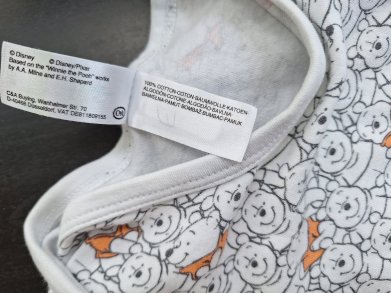 © Disney © Disney/Pixar
Based on the "Winnie the Pooh" works
by A.A. Milne and E.H. Shepard
C&A Buying, Wanheimer Str. 70
D-40468 Düsseldorf, VAT DE811809155
100% COTTON-COTON-BAUMWOLLE-KATOEN-
ALGODÓN-COTONE-ALGODÃO-BAVLNA
BAWEŁNA-PAMUT-BOMBAŽ-BUMBAC-PAMUK